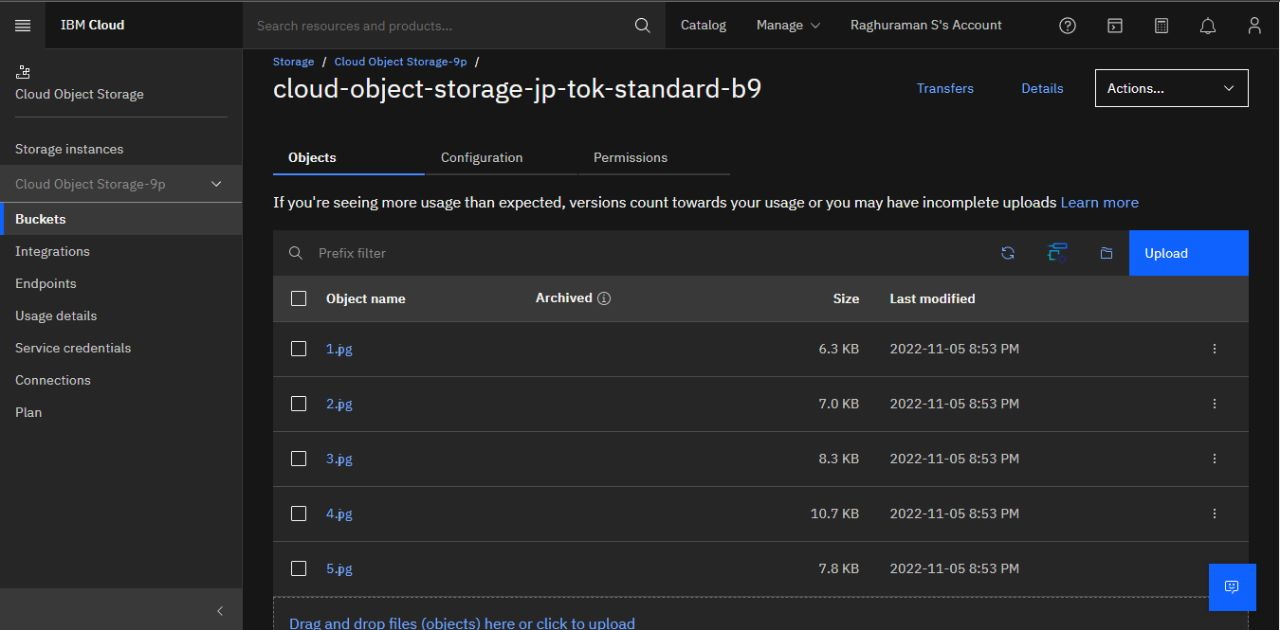 IBM Cloud
Search resources and products...
Catalog
Manage
Raghuraman S's Account
Cloud Object Storage
Storage instances
Cloud Object Storage-9p
Buckets
Integrations
Endpoints
Usage details
Service credentials
Connections
Plan
Storage / Cloud Object Storage-9p /
cloud-object-storage-jp-tok-standard-b9
Transfers
Details
Actions...
Objects
Configuration
Permissions
If you're seeing more usage than expected, versions count towards your usage or you may have incomplete uploads Learn more
Prefix filter
Upload
Object name Archived Size Last modified
1.jpg 6.3 KB 2022-11-05 8:53 PM
2.jpg 7.0 KB 2022-11-05 8:53 PM
3.jpg 8.3 KB 2022-11-05 8:53 PM
4.jpg 10.7 KB 2022-11-05 8:53 PM
5.jpg 7.8 KB 2022-11-05 8:53 PM
Drag and drop files (objects) here or click to upload